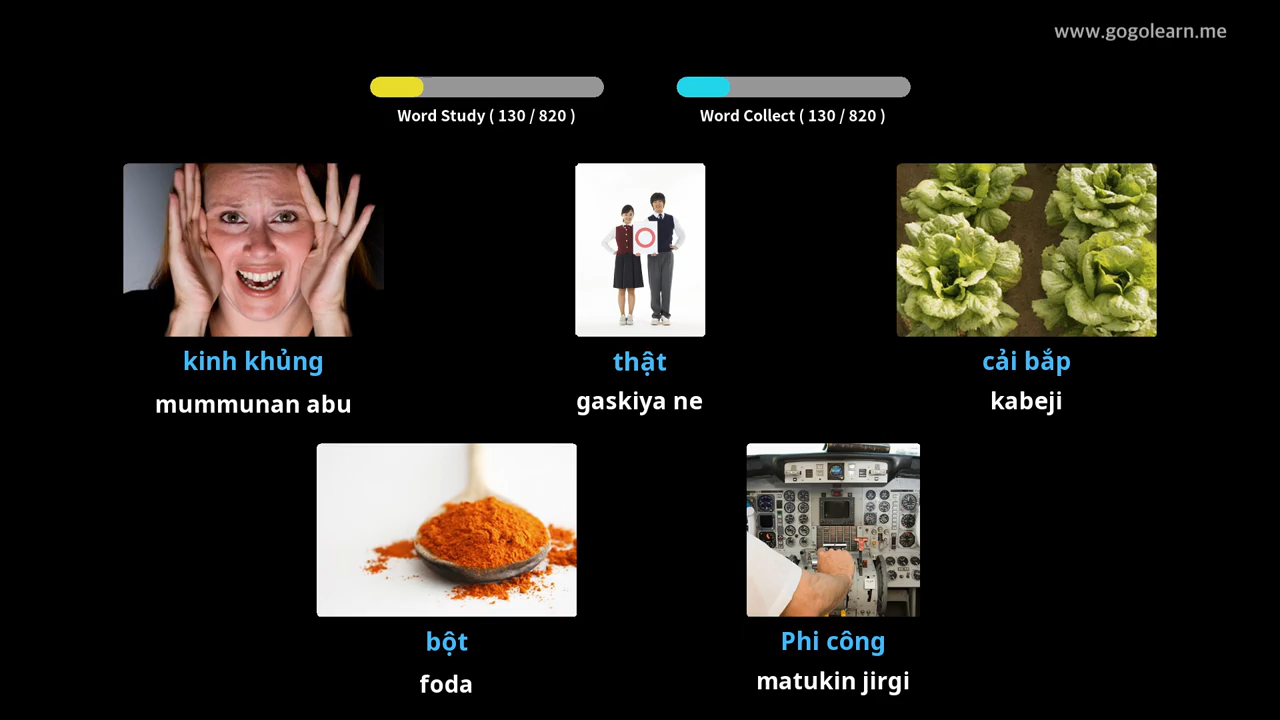 www.gogolearn.me
Word Study ( 130 / 820 )
Word Collect ( 130 / 820 )
kinh khủng
thật
cải bắp
mummunan abu
gaskiya ne
kabeji
bột
Phi công
foda
matukin jirgi